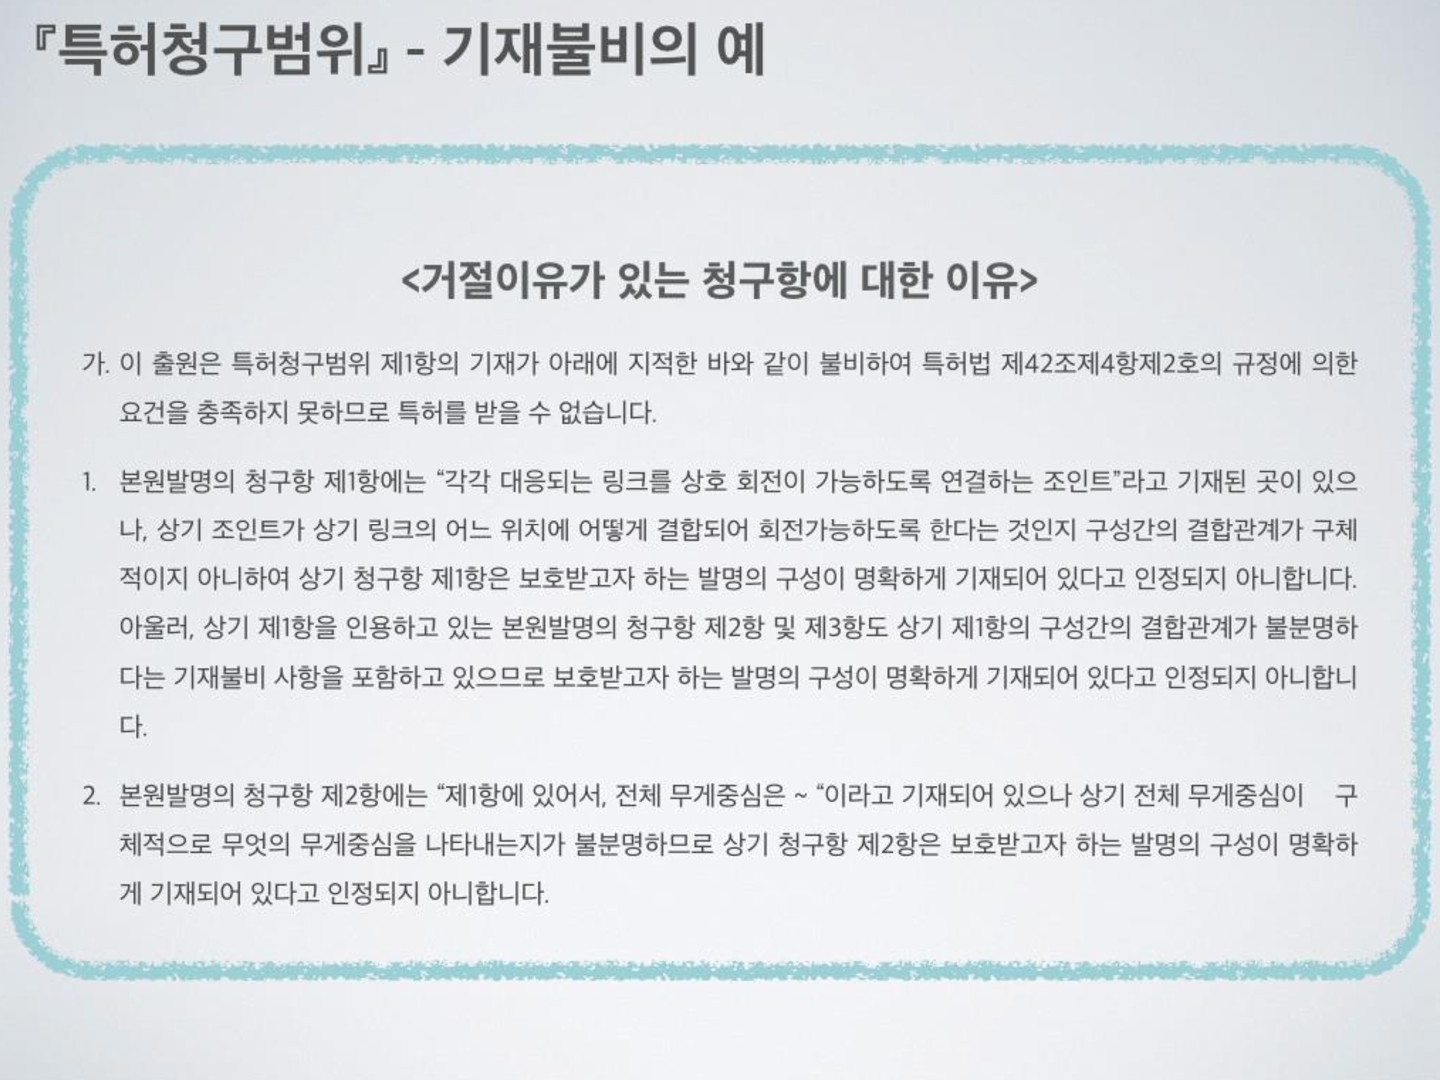 『특허청구범위』 - 기재불비의 예
<거절이유가 있는 청구항에 대한 이유>
가. 이 출원은 특허청구범위 제1항의 기재가 아래에 지적한 바와 같이 불비하여 특허법 제42조제4항제2호의 규정에 의한
요건을 충족하지 못하므로 특허를 받을 수 없습니다.
1. 본원발명의 청구항 제1항에는 “각각 대응되는 링크를 상호 회전이 가능하도록 연결하는 조인트”라고 기재된 곳이 있으
나, 상기 조인트가 상기 링크의 어느 위치에 어떻게 결합되어 회전가능하도록 한다는 것인지 구성간의 결합관계가 구체
적이지 아니하여 상기 청구항 제1항은 보호받고자 하는 발명의 구성이 명확하게 기재되어 있다고 인정되지 아니합니다.
아울러, 상기 제1항을 인용하고 있는 본원발명의 청구항 제2항 및 제3항도 상기 제1항의 구성간의 결합관계가 불분명하
다는 기재불비 사항을 포함하고 있으므로 보호받고자 하는 발명의 구성이 명확하게 기재되어 있다고 인정되지 아니합니
다.
2. 본원발명의 청구항 제2항에는 “제1항에 있어서, 전체 무게중심은 ~ “이라고 기재되어 있으나 상기 전체 무게중심이 구
체적으로 무엇의 무게중심을 나타내는지가 불분명하므로 상기 청구항 제2항은 보호받고자 하는 발명의 구성이 명확하
게 기재되어 있다고 인정되지 아니합니다.